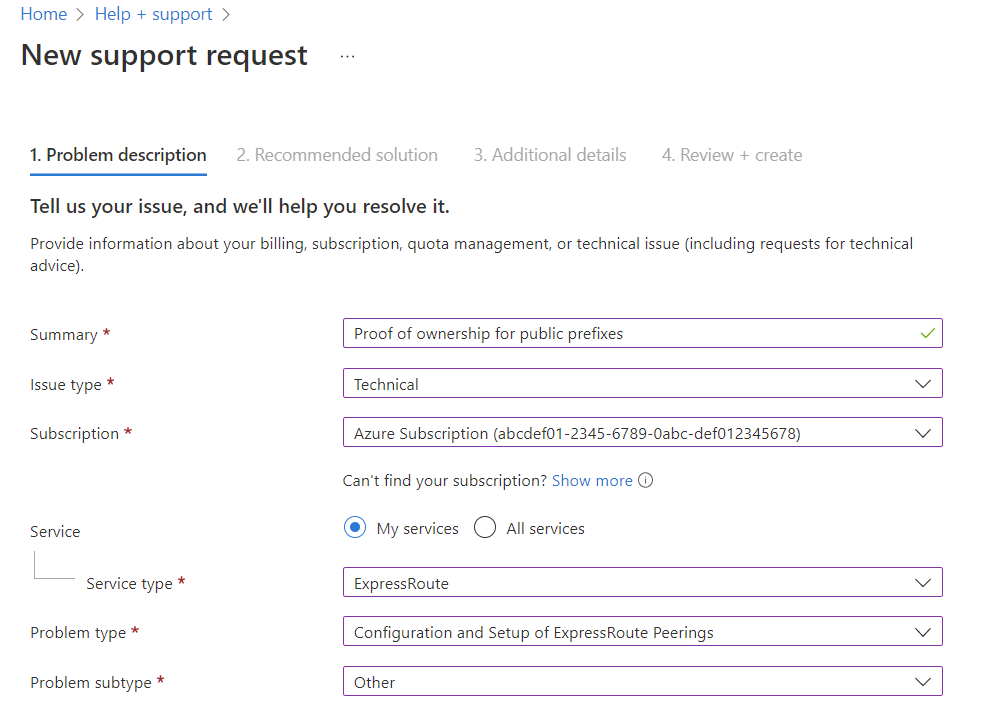 Home > Help + support >
New support request ...
1. Problem description 2. Recommended solution 3. Additional details 4. Review + create
Tell us your issue, and we'll help you resolve it.
Provide information about your billing, subscription, quota management, or technical issue (including requests for technical
advice).
Summary * Proof of ownership for public prefixes
Issue type * Technical
Subscription * Azure Subscription (abcdef01-2345-6789-0abc-def012345678)
Can't find your subscription? Show more
Service My services All services
Service type * ExpressRoute
Problem type * Configuration and Setup of ExpressRoute Peerings
Problem subtype * Other